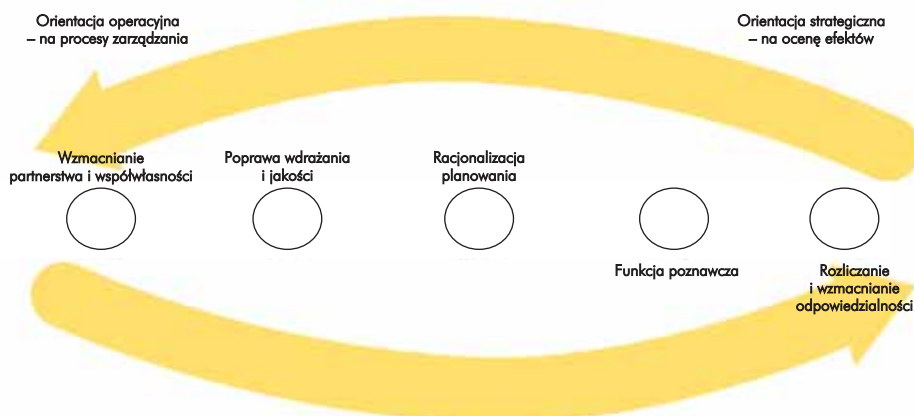 Orientacja operacyjna
– na procesy zarządzania
Orientacja strategiczna
– na ocenę efektów
Wzmacnianie
partnerstwa i współwłasności
Poprawa wdrażania
i jakości
Racjonalizacja
planowania
Funkcja poznawcza
Rozliczanie
i wzmacnianie
odpowiedzialności